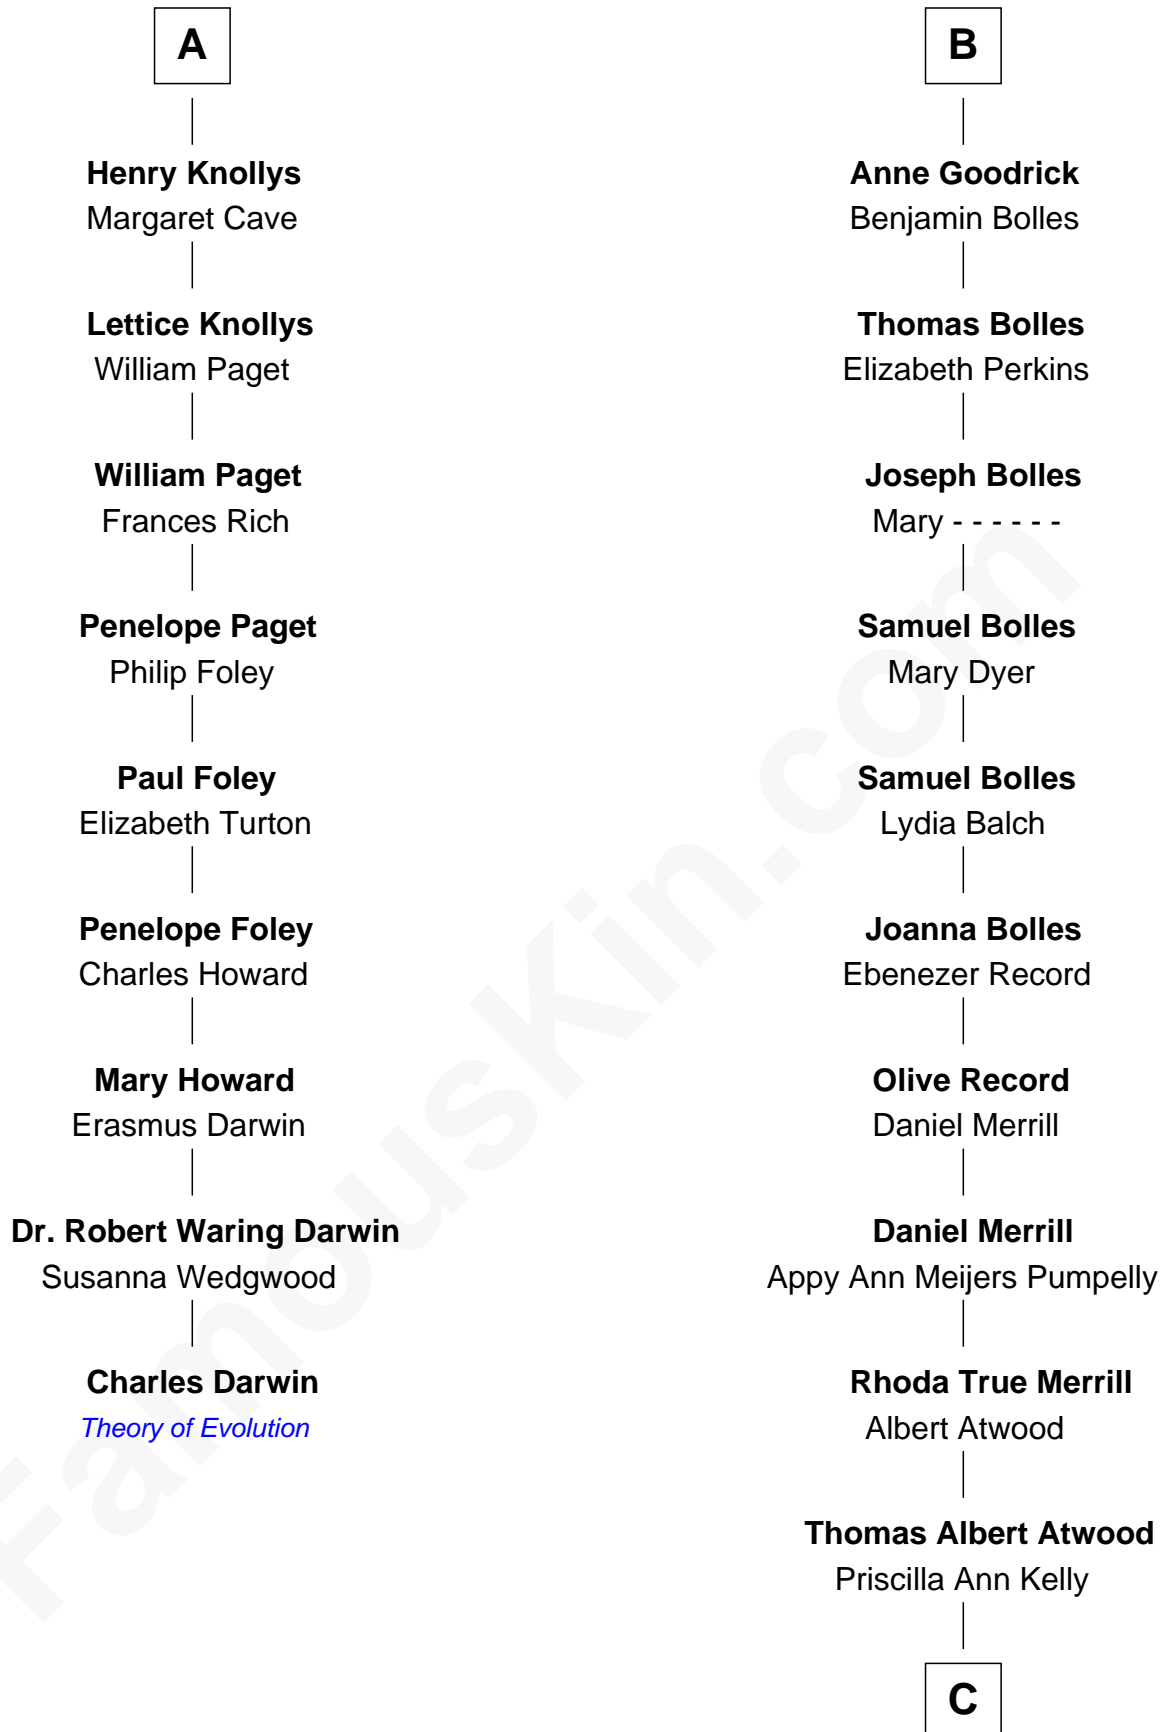 A
Henry Knollys
Margaret Cave
Lettice Knollys
William Paget
William Paget
Frances Rich
Penelope Paget
Philip Foley
Paul Foley
Elizabeth Turton
Penelope Foley
Charles Howard
Mary Howard
Erasmus Darwin
Dr. Robert Waring Darwin
Susanna Wedgwood
Charles Darwin
Theory of Evolution
B
Anne Goodrick
Benjamin Bolles
Thomas Bolles
Elizabeth Perkins
Joseph Bolles
Mary - - - - - -
Samuel Bolles
Mary Dyer
Samuel Bolles
Lydia Balch
Joanna Bolles
Ebenezer Record
Olive Record
Daniel Merrill
Daniel Merrill
Appy Ann Meijers Pumpelly
Rhoda True Merrill
Albert Atwood
Thomas Albert Atwood
Priscilla Ann Kelly
C
FamousKin.com